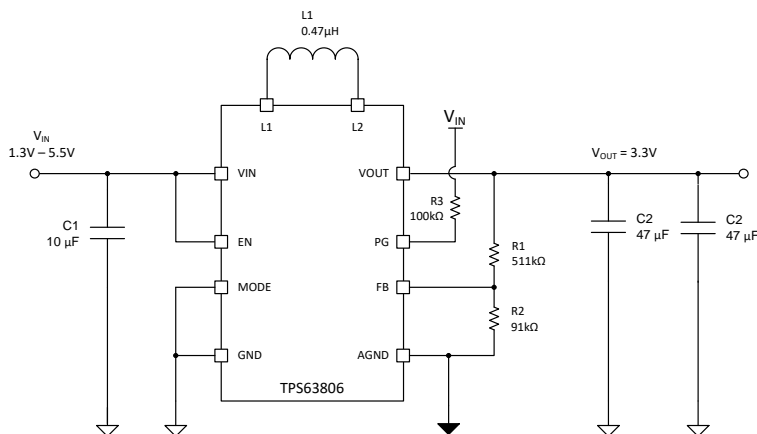 L1
0.47µH
L1
L2
VIN
VIN
1.3V – 5.5V
VOUT = 3.3V
VIN
VOUT
R3
100kΩ
C1
10 µF
EN
PG
R1
511kΩ
C2
47 µF
C2
47 µF
MODE
FB
R2
91kΩ
GND
AGND
TPS63806